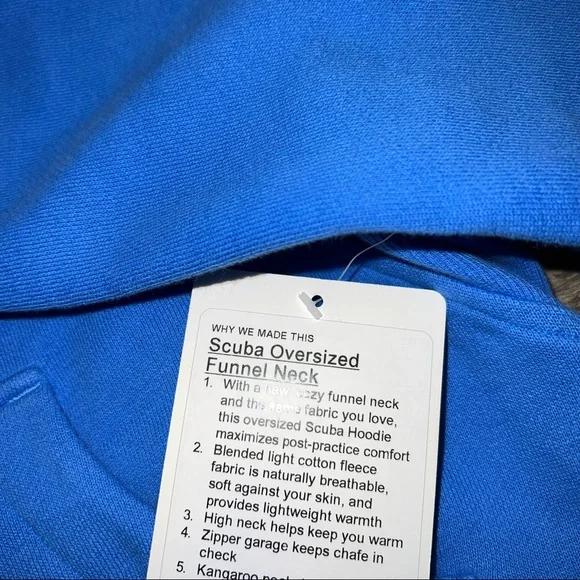 WHY WE MADE THIS
Scuba Oversized
Funnel Neck
1. With a new cozy funnel neck
and the same fabric you love,
this oversized Scuba Hoodie
maximizes post-practice comfort
2. Blended light cotton fleece
fabric is naturally breathable,
soft against your skin, and
provides lightweight warmth
3. High neck helps keep you warm
4. Zipper garage keeps chafe in
check
5. Kangaroo